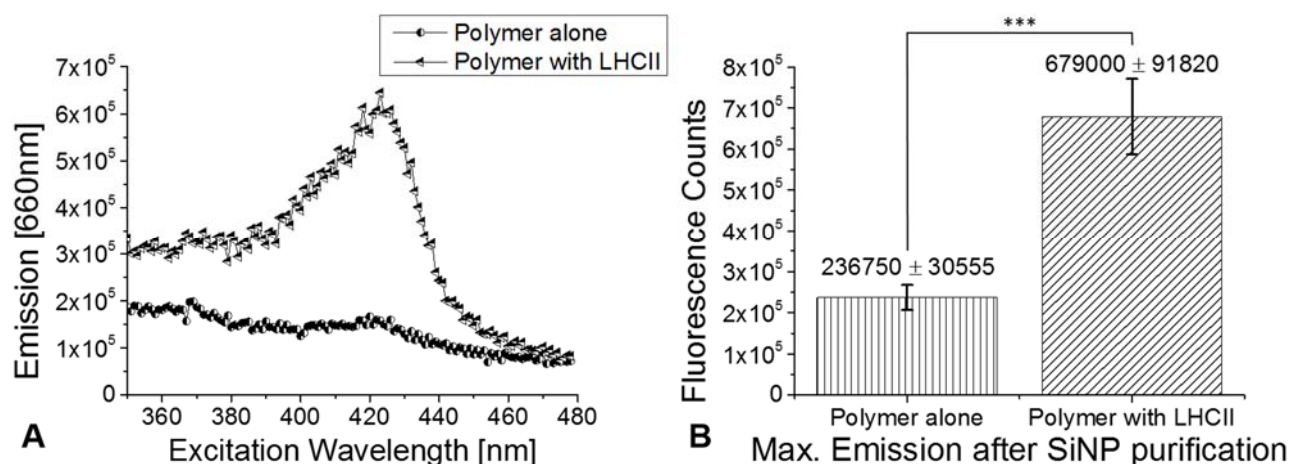 Polymer alone
Polymer with LHCII
7x10⁵
6x10⁵
5x10⁵
4x10⁵
3x10⁵
2x10⁵
1x10⁵
0
Emission [660nm]
360 380 400 420 440 460 480
A
Excitation Wavelength [nm]
***
679000 ± 91820
236750 ± 30555
8x10⁵
7x10⁵
6x10⁵
5x10⁵
4x10⁵
3x10⁵
2x10⁵
1x10⁵
0
Fluorescence Counts
Polymer alone Polymer with LHCII
B
Max. Emission after SiNP purification